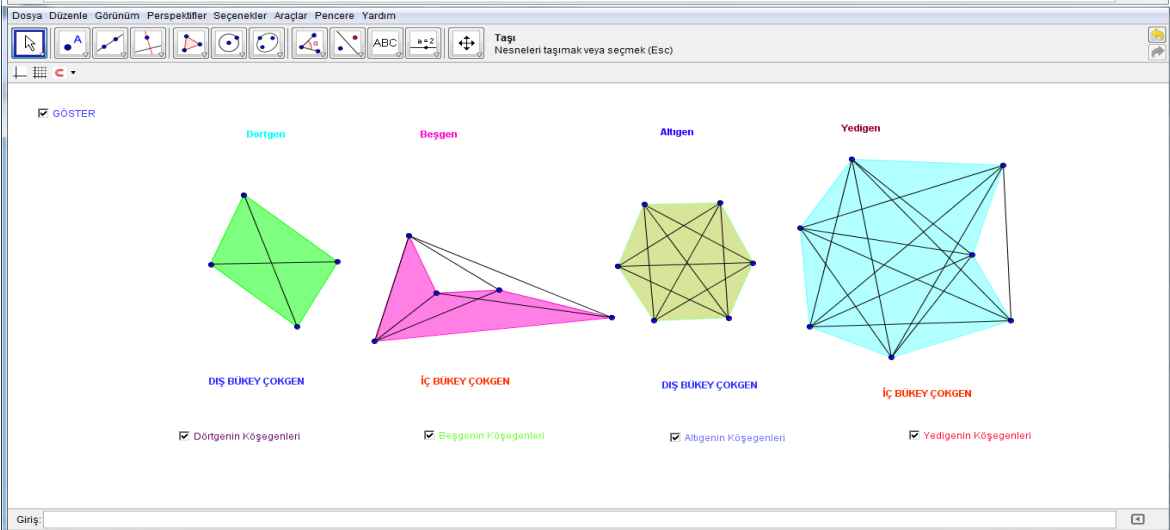 Dosya Düzenle Görünüm Perspektifler Seçenekler Araçlar Pencere Yardım
A
ABC
a=2
Taşı
Nesneleri taşımak veya seçmek (Esc)
GÖSTER
Dörtgen
Beşgen
Altıgen
Yedigen
DIŞ BÜKEY ÇOKGEN
İÇ BÜKEY ÇOKGEN
DIŞ BÜKEY ÇOKGEN
İÇ BÜKEY ÇOKGEN
Dörtgenin Köşegenleri
Beşgenin Köşegenleri
Altıgenin Köşegenleri
Yedigenin Köşegenleri
Giriş: